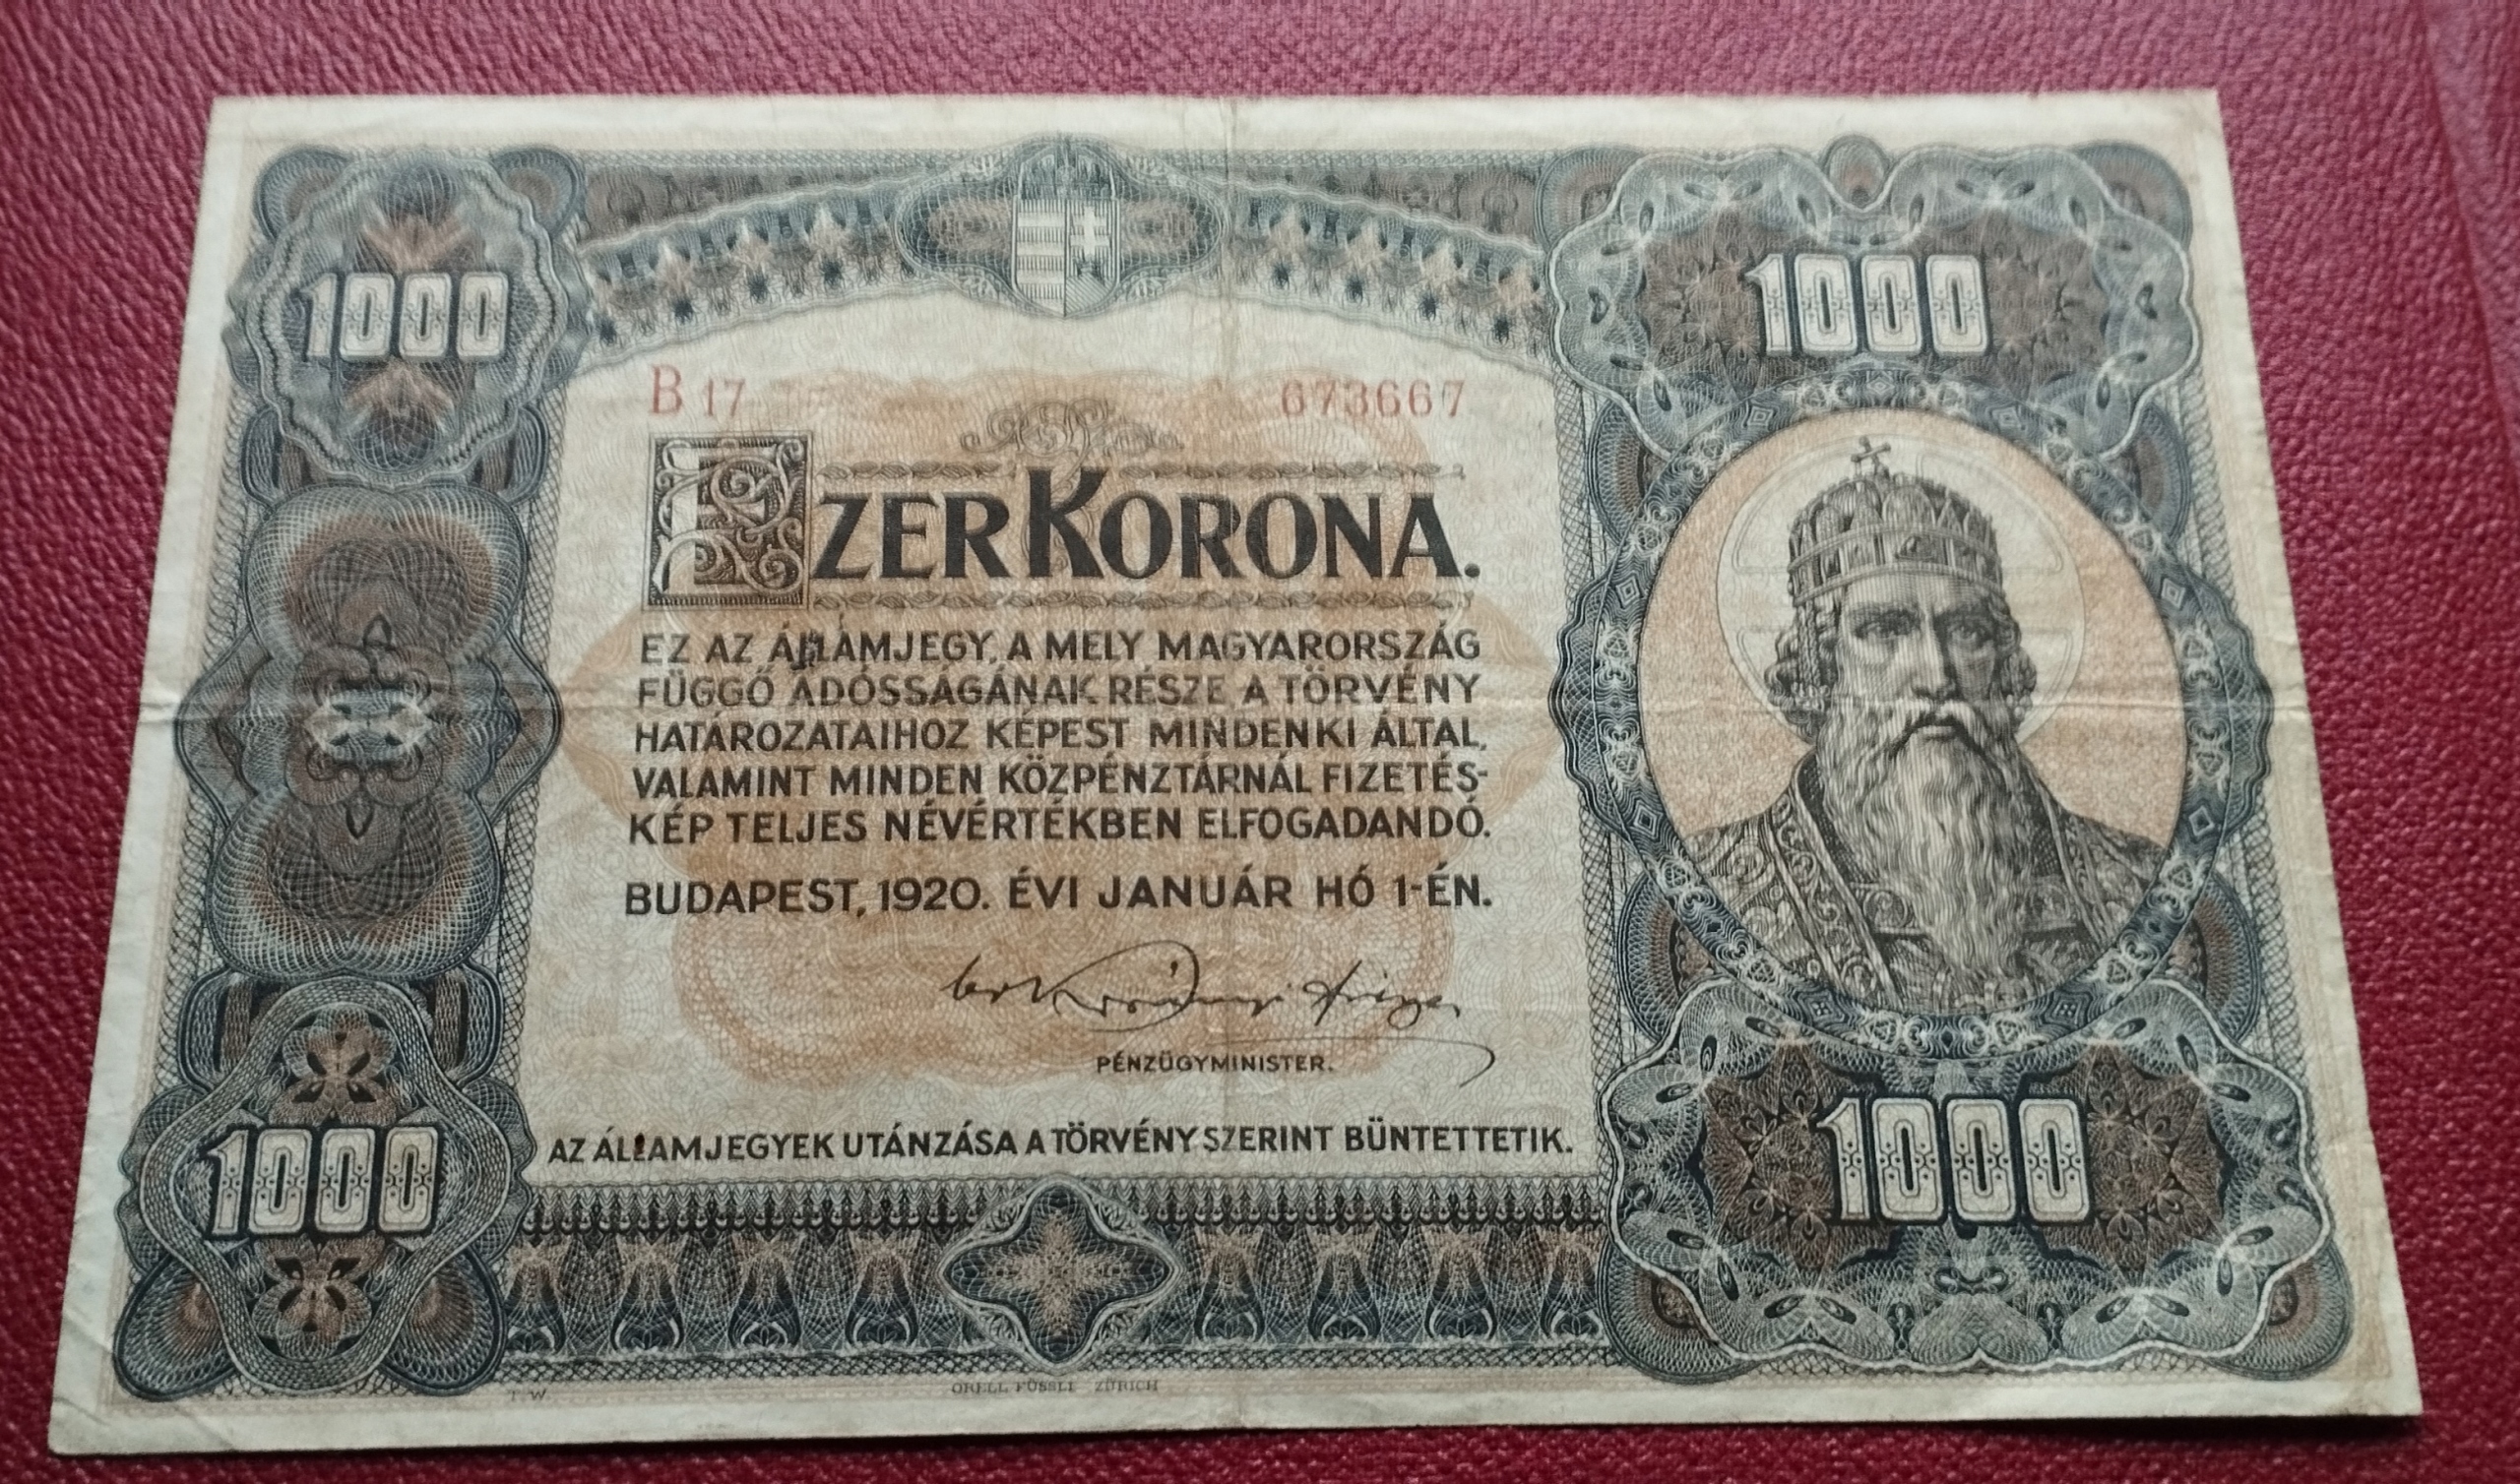 1000
1000
B 17 673667
EZER KORONA.
EZ AZ ÁLLAMJEGY, A MELY MAGYARORSZÁG
FÜGGŐ ADÓSSÁGÁNAK RÉSZE A TÖRVÉNY
HATÁROZATAIHOZ KÉPEST MINDENKI ÁLTAL,
VALAMINT MINDEN KÖZPÉNZTÁRNÁL FIZETÉS-
KÉP TELJES NÉVÉRTÉKBEN ELFOGADANDÓ.
BUDAPEST, 1920. ÉVI JANUÁR HÓ 1-ÉN.
PÉNZÜGYMINISTER.
AZ ÁLLAMJEGYEK UTÁNZÁSA A TÖRVÉNY SZERINT BÜNTETTETIK.
1000
1000
T. W.
ORELL FÜSSLI ZÜRICH